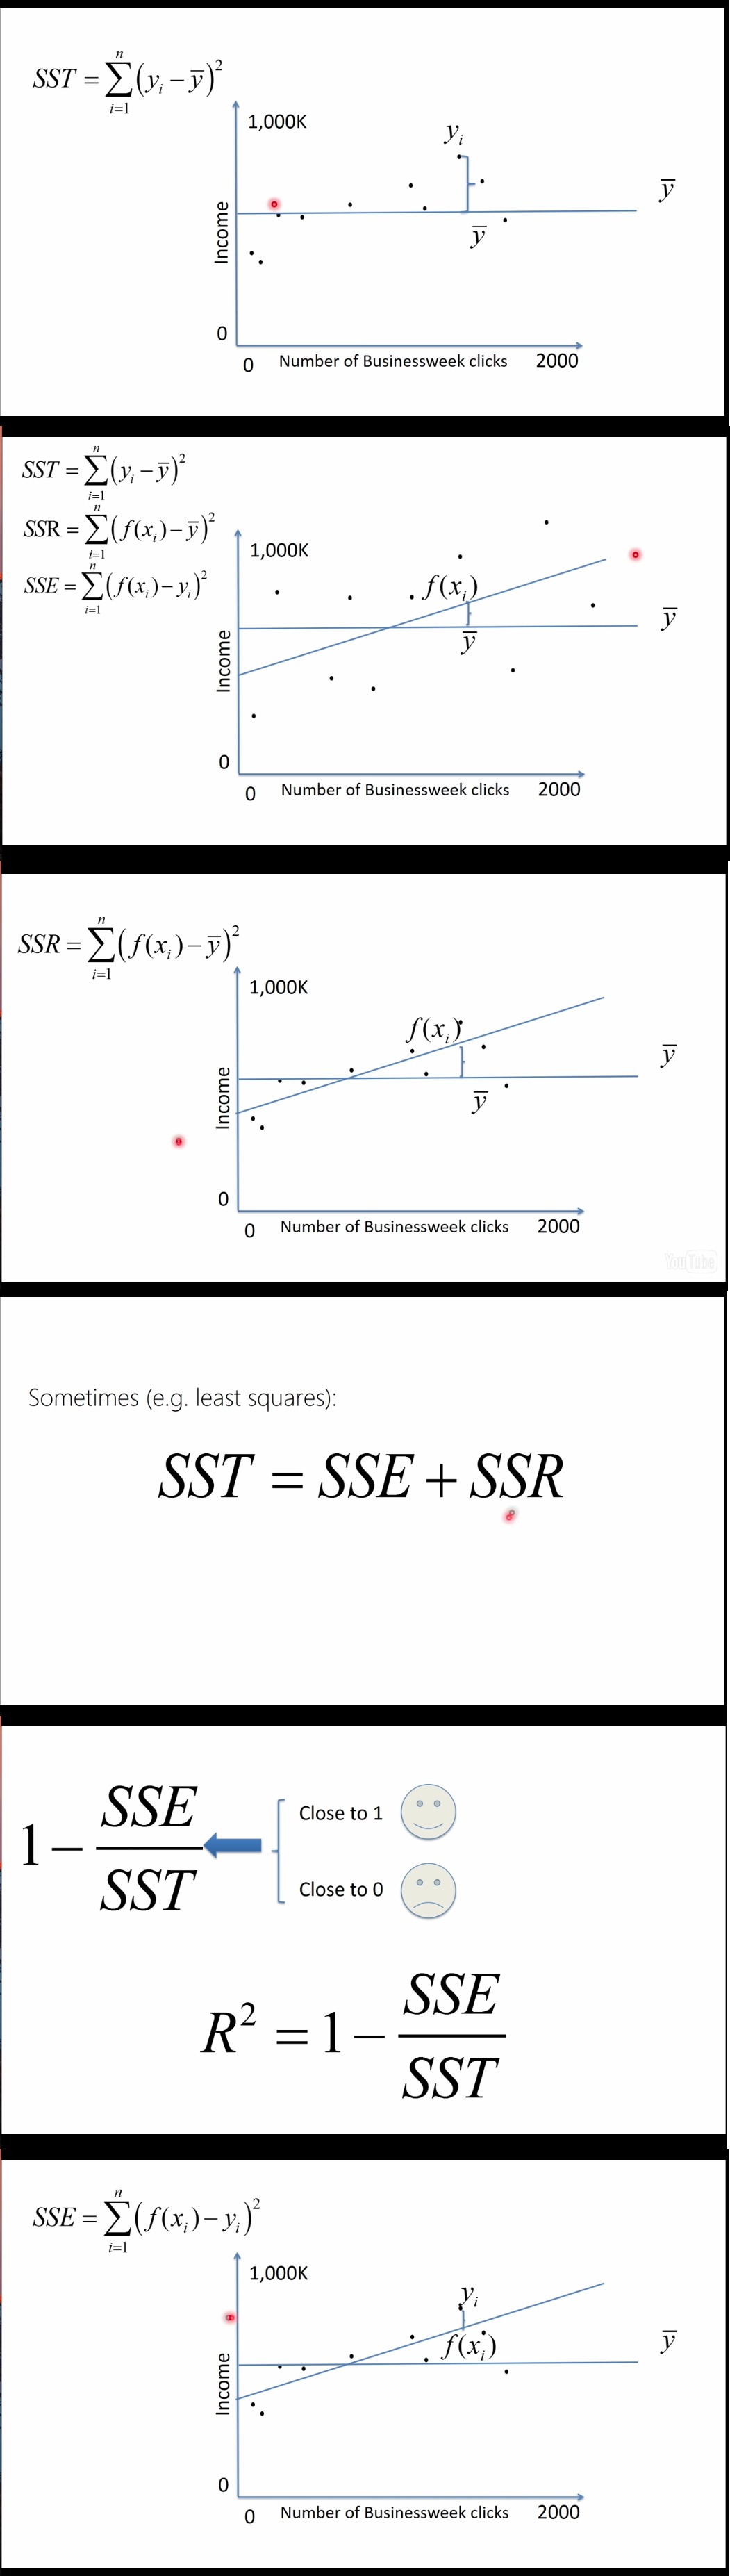 SST = \sum_{i=1}^{n} (y_i - \bar{y})^2
1,000K
y_i
\bar{y}
\bar{y}
Income
0
0 Number of Businessweek clicks 2000
SST = \sum_{i=1}^{n} (y_i - \bar{y})^2
SSR = \sum_{i=1}^{n} (f(x_i) - \bar{y})^2
SSE = \sum_{i=1}^{n} (f(x_i) - y_i)^2
1,000K
f(x_i)
\bar{y}
\bar{y}
Income
0
0 Number of Businessweek clicks 2000
SSR = \sum_{i=1}^{n} (f(x_i) - \bar{y})^2
1,000K
f(x_i)
\bar{y}
\bar{y}
Income
0
0 Number of Businessweek clicks 2000
YouTube
Sometimes (e.g. least squares):
SST = SSE + SSR
1 - \frac{SSE}{SST}
Close to 1
Close to 0
R^2 = 1 - \frac{SSE}{SST}
SSE = \sum_{i=1}^{n} (f(x_i) - y_i)^2
1,000K
y_i
f(x_i)
\bar{y}
Income
0
0 Number of Businessweek clicks 2000